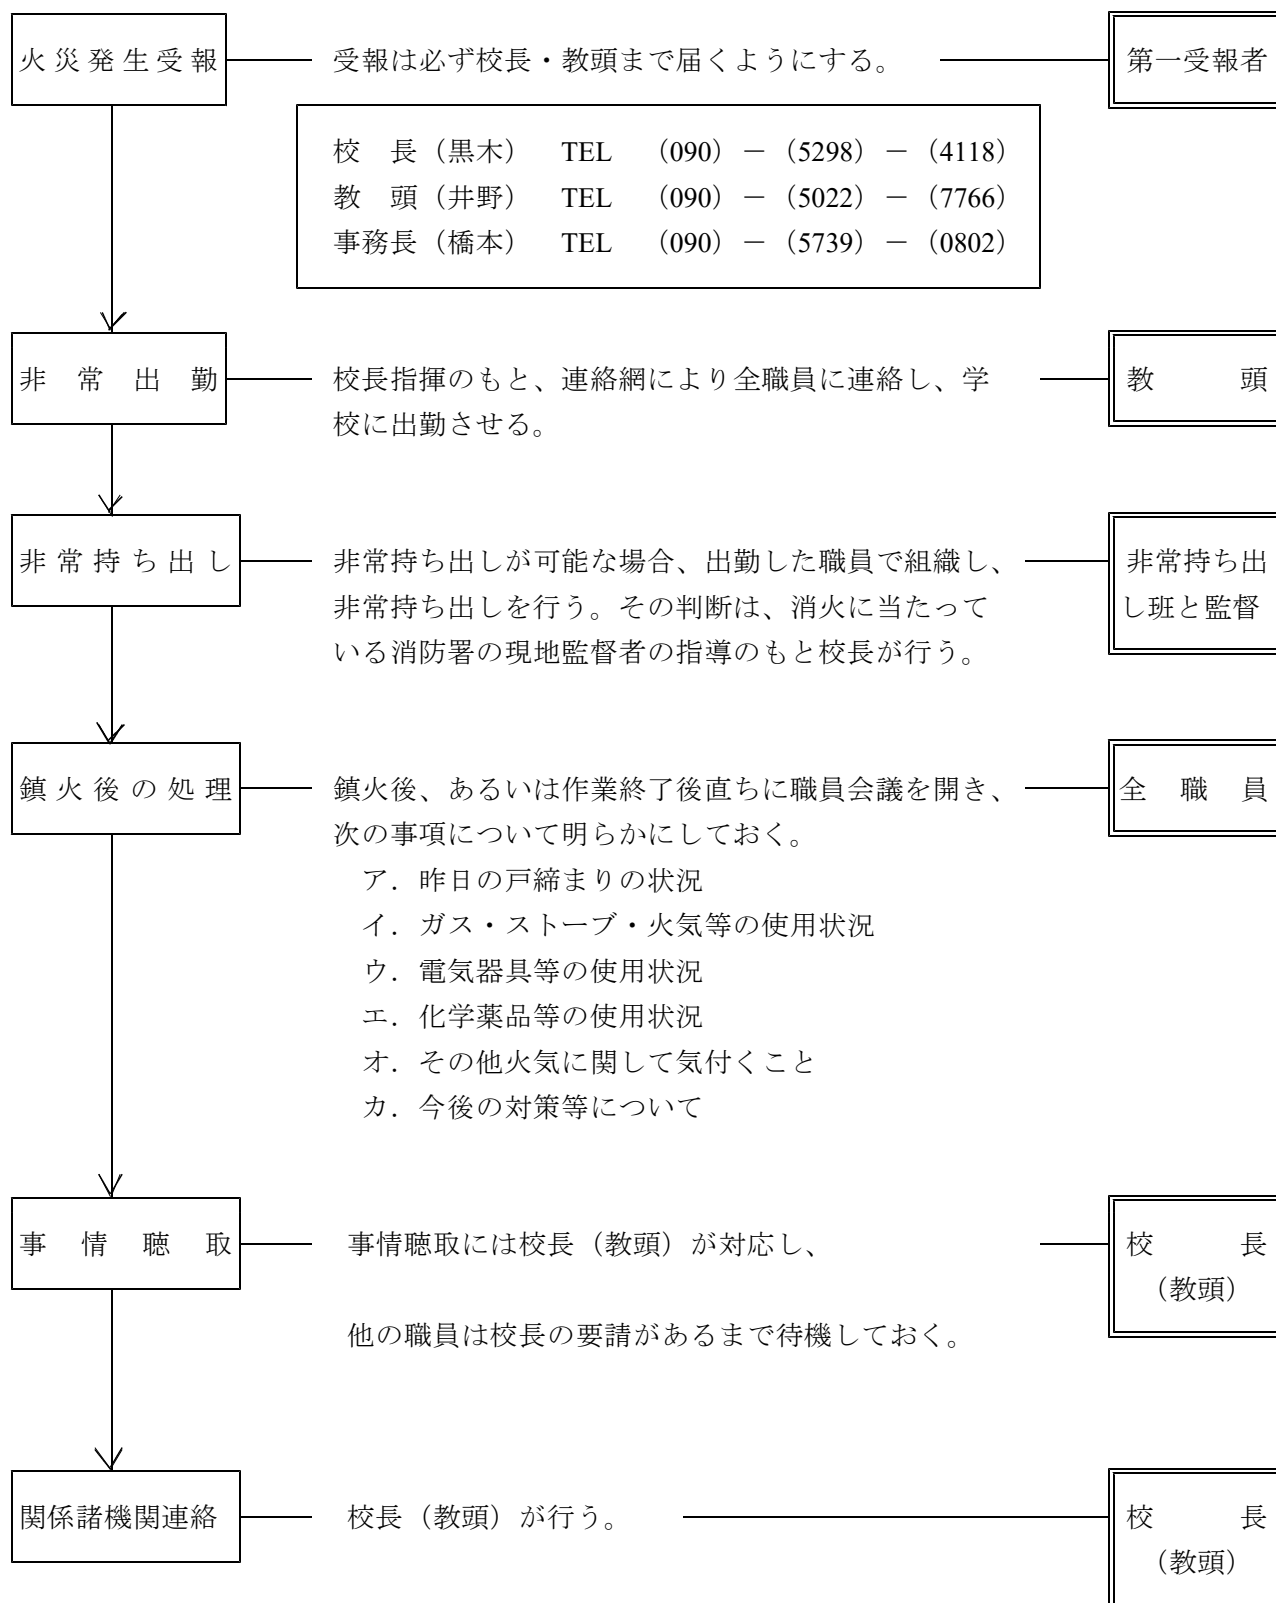 火災発生受報 受報は必ず校長・教頭まで届くようにする。 第一受報者
校　長（黒木）　TEL　（090）－（5298）－（4118）
教　頭（井野）　TEL　（090）－（5022）－（7766）
事務長（橋本）　TEL　（090）－（5739）－（0802）
非常出勤 校長指揮のもと、連絡網により全職員に連絡し、学 教頭
校に出勤させる。
非常持ち出し 非常持ち出しが可能な場合、出勤した職員で組織し、 非常持ち出
非常持ち出しを行う。その判断は、消火に当たって し班と監督
いる消防署の現地監督者の指導のもと校長が行う。
鎮火後の処理 鎮火後、あるいは作業終了後直ちに職員会議を開き、 全職員
次の事項について明らかにしておく。
ア．昨日の戸締まりの状況
イ．ガス・ストーブ・火気等の使用状況
ウ．電気器具等の使用状況
エ．化学薬品等の使用状況
オ．その他火気に関して気付くこと
カ．今後の対策等について
事情聴取 事情聴取には校長（教頭）が対応し、 校長
（教頭）
他の職員は校長の要請があるまで待機しておく。
関係諸機関連絡 校長（教頭）が行う。 校長
（教頭）